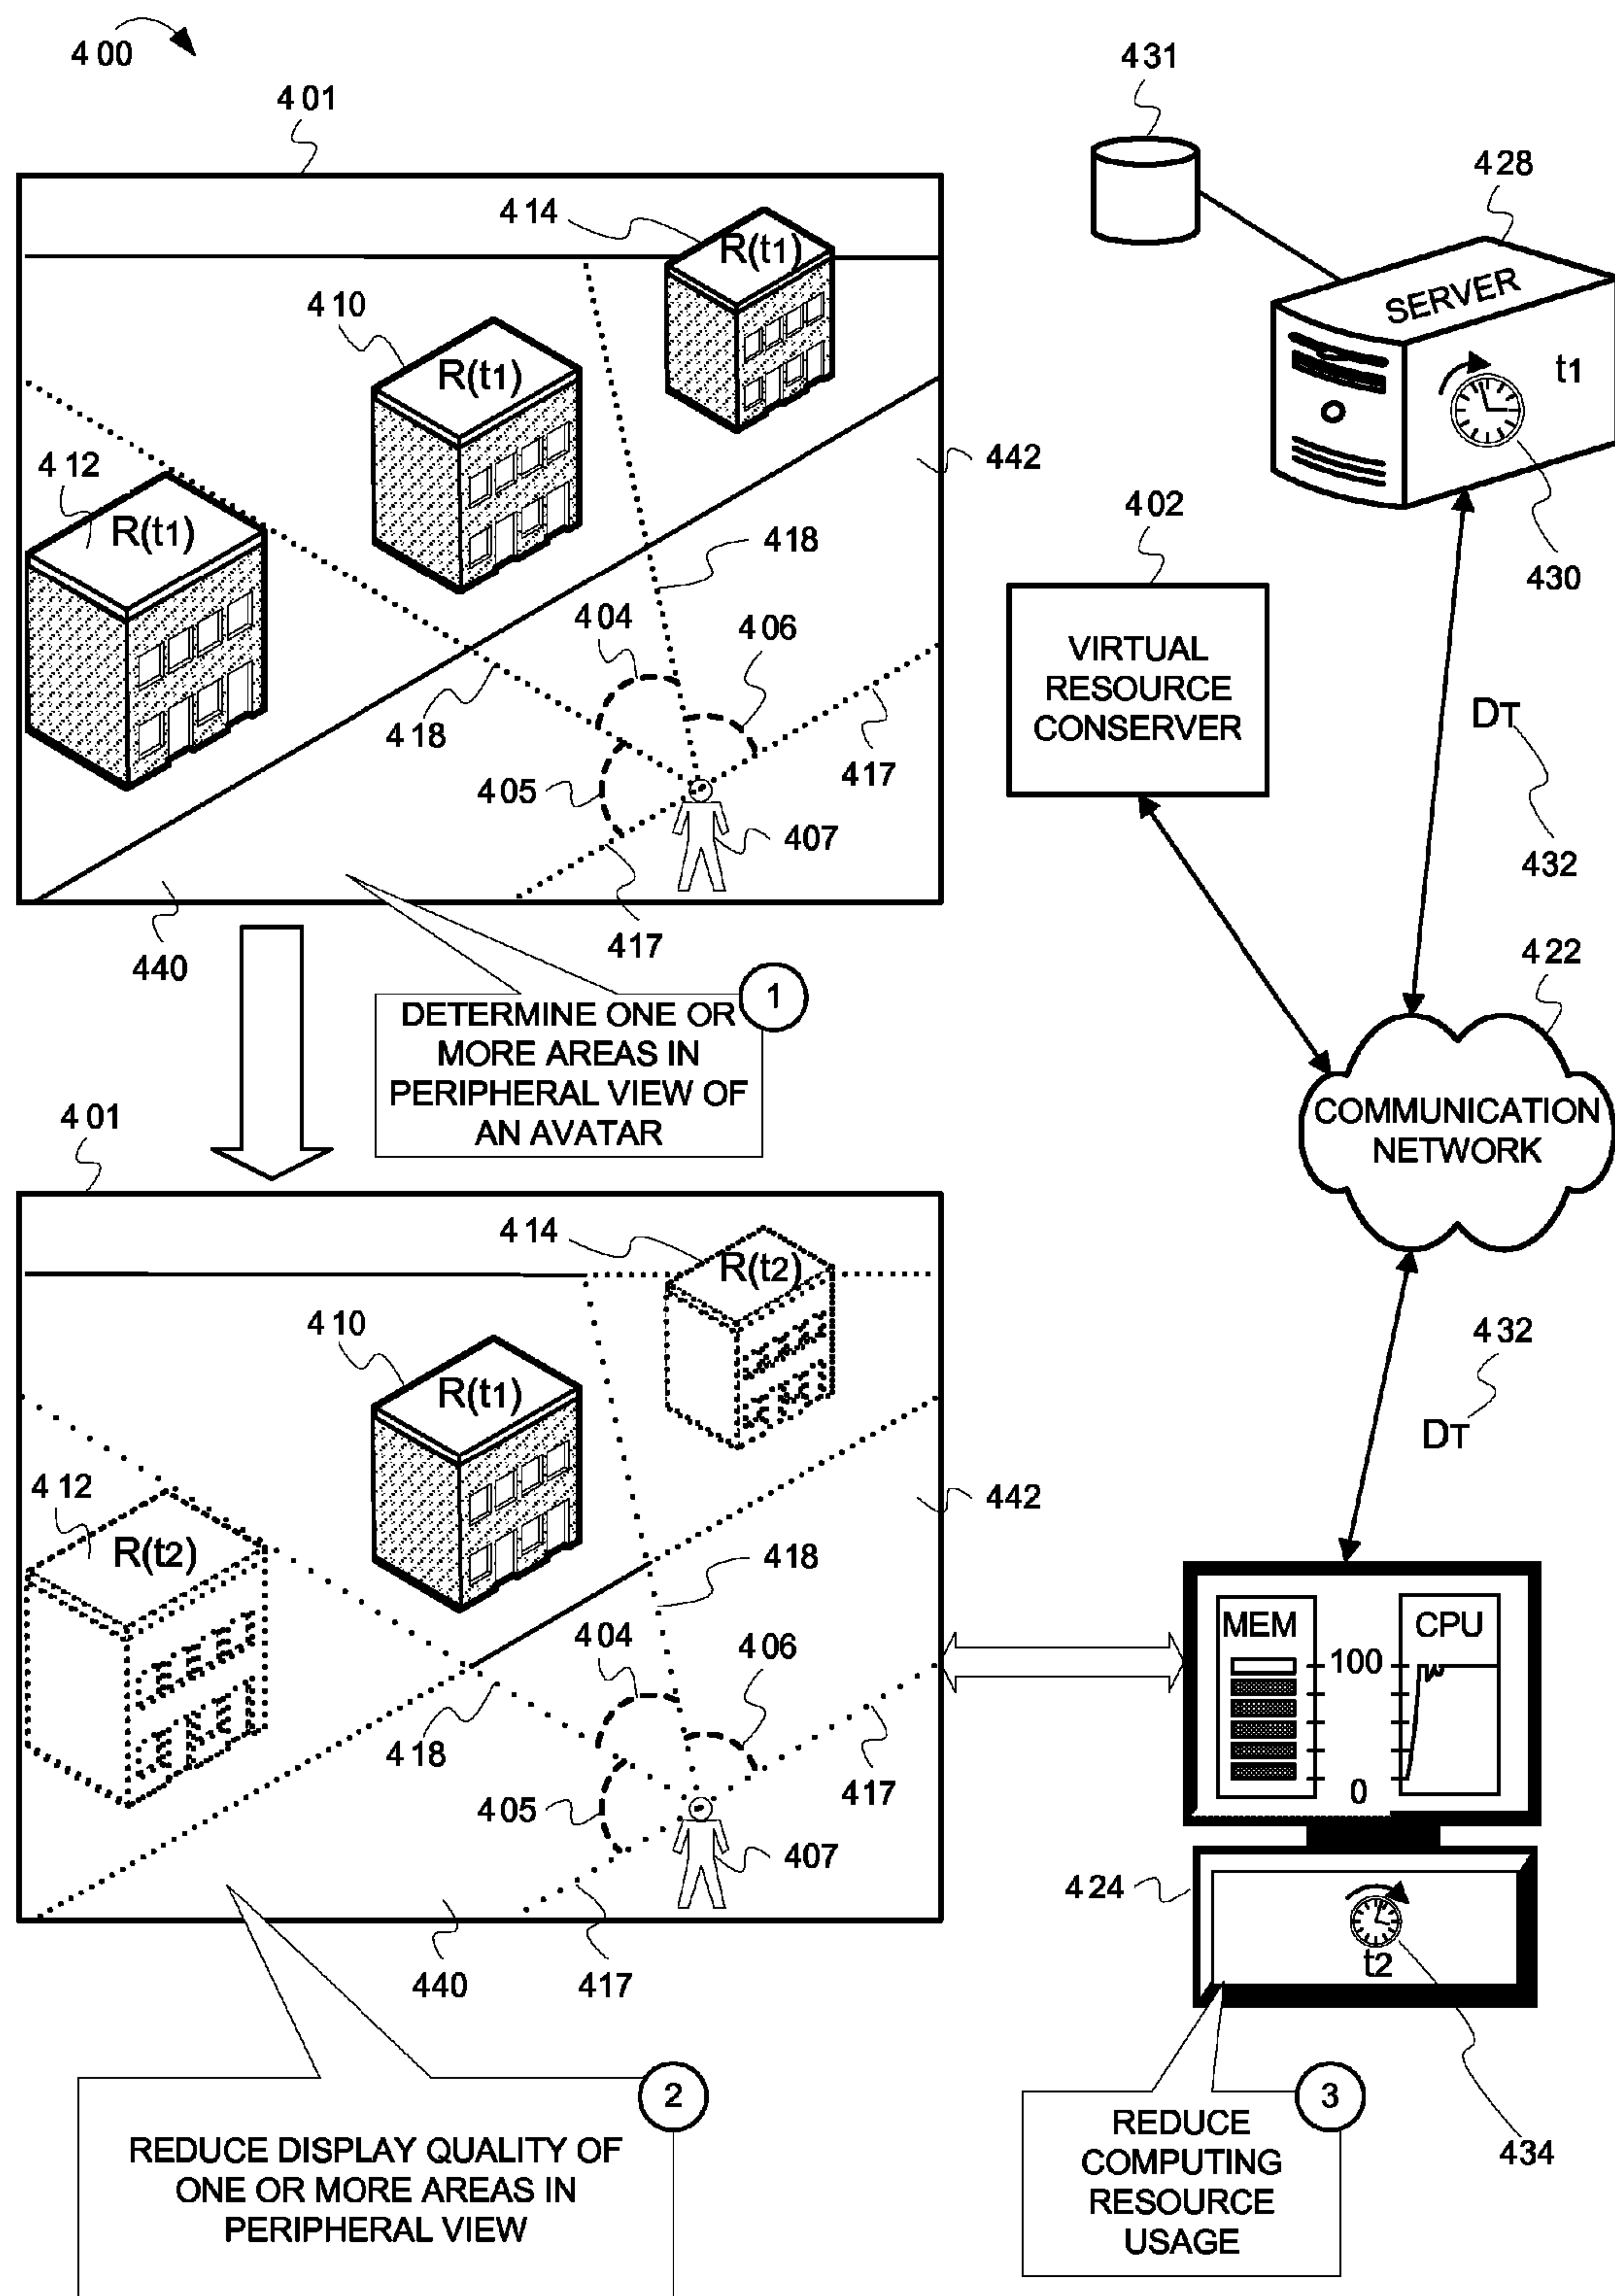 400
401
414
R(t1)
410
R(t1)
412
R(t1)
442
418
404
406
418
417
405
407
417
440
1
DETERMINE ONE OR
MORE AREAS IN
PERIPHERAL VIEW OF
AN AVATAR
401
414
R(t2)
410
R(t1)
412
R(t2)
442
418
404
406
418
417
405
407
440
417
2
REDUCE DISPLAY QUALITY OF
ONE OR MORE AREAS IN
PERIPHERAL VIEW
431
428
SERVER
t1
430
402
VIRTUAL
RESOURCE
CONSERVER
DT
432
422
COMMUNICATION
NETWORK
432
DT
MEM
CPU
100
0
424
t2
434
3
REDUCE
COMPUTING
RESOURCE
USAGE